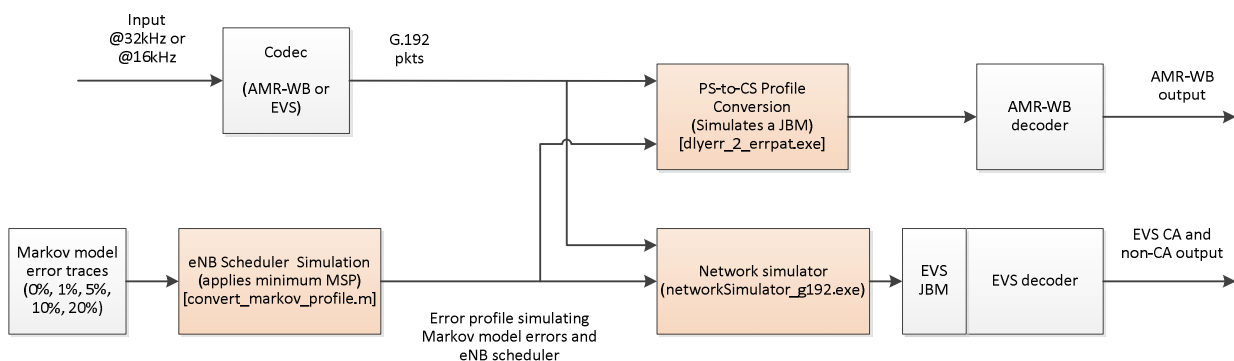 Input
@32kHz or
@16kHz
Codec
(AMR-WB or
EVS)
G.192
pkts
PS-to-CS Profile
Conversion
(Simulates a JBM)
[dlyerr_2_errpat.exe]
AMR-WB
decoder
AMR-WB
output
Markov model
error traces
(0%, 1%, 5%,
10%, 20%)
eNB Scheduler Simulation
(applies minimum MSP)
[convert_markov_profile.m]
Error profile simulating
Markov model errors and
eNB scheduler
Network simulator
(networkSimulator_g192.exe)
EVS
JBM
EVS decoder
EVS CA and
non-CA output